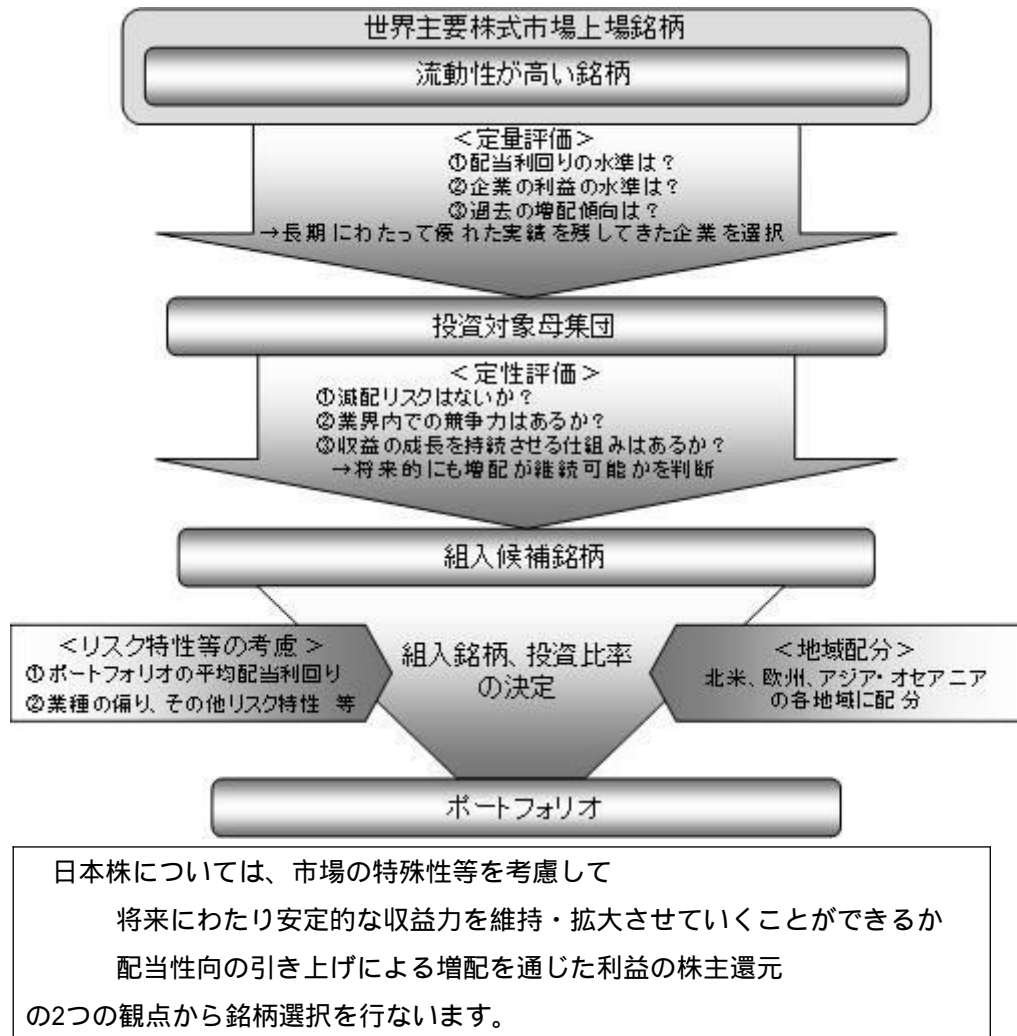 世界主要株式市場上場銘柄
流動性が高い銘柄
＜定量評価＞
①配当利回りの水準は？
②企業の利益の水準は？
③過去の増配傾向は？
→長期にわたって優れた実績を残してきた企業を選択
投資対象母集団
＜定性評価＞
①減配リスクはないか？
②業界内での競争力はあるか？
③収益の成長を持続させる仕組みはあるか？
→将来的にも増配が継続可能かを判断
組入候補銘柄
＜リスク特性等の考慮＞
①ポートフォリオの平均配当利回り
②業種の偏り、その他リスク特性 等
組入銘柄、投資比率
の決定
＜地域配分＞
北米、欧州、アジア・オセアニア
の各地域に配分
ポートフォリオ
日本株については、市場の特殊性等を考慮して
将来にわたり安定的な収益力を維持・拡大させていくことができるか
配当性向の引き上げによる増配を通じた利益の株主還元
の2つの観点から銘柄選択を行ないます。